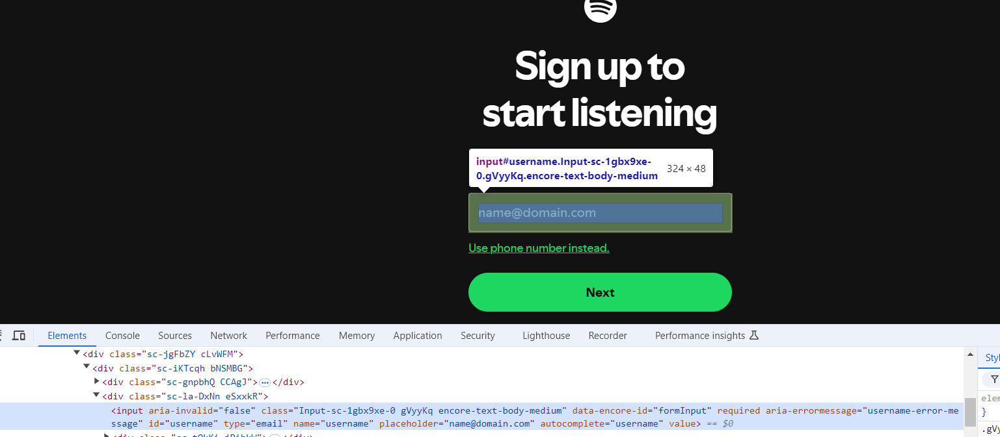 Sign up to
start listening
input#username.Input-sc-1gbx9xe-
0.gVyyKq.encore-text-body-medium
324 × 48
name@domain.com
Use phone number instead.
Next
Elements Console Sources Network Performance Memory Application Security Lighthouse Recorder Performance insights
<div class="sc-jgFbZY cLvWFM">
<div class="sc-iKTcqh bNSMBG">
<div class="sc-gnpbhQ CCAgJ">…</div>
<div class="sc-la-DxNn eSxxkR">
<input aria-invalid="false" class="Input-sc-1gbx9xe-0 gVyyKq encore-text-body-medium" data-encore-id="formInput" required aria-errormessage="username-error-me
ssage" id="username" type="email" name="username" placeholder="name@domain.com" autocomplete="username" value> == $0
Styl
elem
}
.gVy